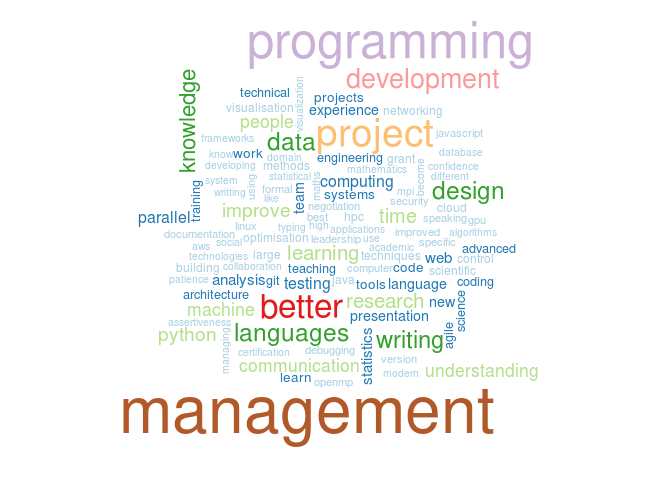 programming
development
knowledge
technical
visualization
projects
visualisation
experience
networking
people
project
javascript
frameworks
data
database
know
work
domain
engineering
grant
developing
methods
mathematics
confidence
system
statistical
computing
become
different
writting
using
formal
maths
systems
mpi
design
training
like
team
security
improve
negotiation
time
cloud
parallel
best
hpc
speaking
gpu
linux
typing
high
applications
improved
algorithms
documentation
social
optimisation
leadership
use
academic
specific
advanced
aws
technologies
large
learning
techniques
web
control
building
collaboration
teaching
computer
code
scientific
patience
analysis
git
testing
java
tools
language
coding
architecture
better
research
new
science
machine
presentation
assertiveness
python
languages
writing
agile
managing
certification
debugging
statistics
version
communication
understanding
learn
openmp
modern
management